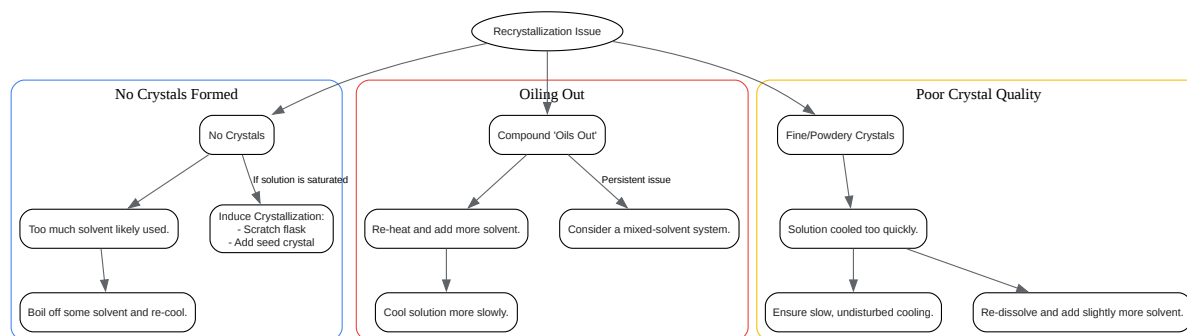 Recrystallization Issue
No Crystals Formed
Oiling Out
Poor Crystal Quality
No Crystals
Compound 'Oils Out'
Fine/Powdery Crystals
If solution is saturated
Persistent issue
Too much solvent likely used.
Induce Crystallization:
- Scratch flask
- Add seed crystal
Re-heat and add more solvent.
Consider a mixed-solvent system.
Solution cooled too quickly.
Boil off some solvent and re-cool.
Cool solution more slowly.
Ensure slow, undisturbed cooling.
Re-dissolve and add slightly more solvent.